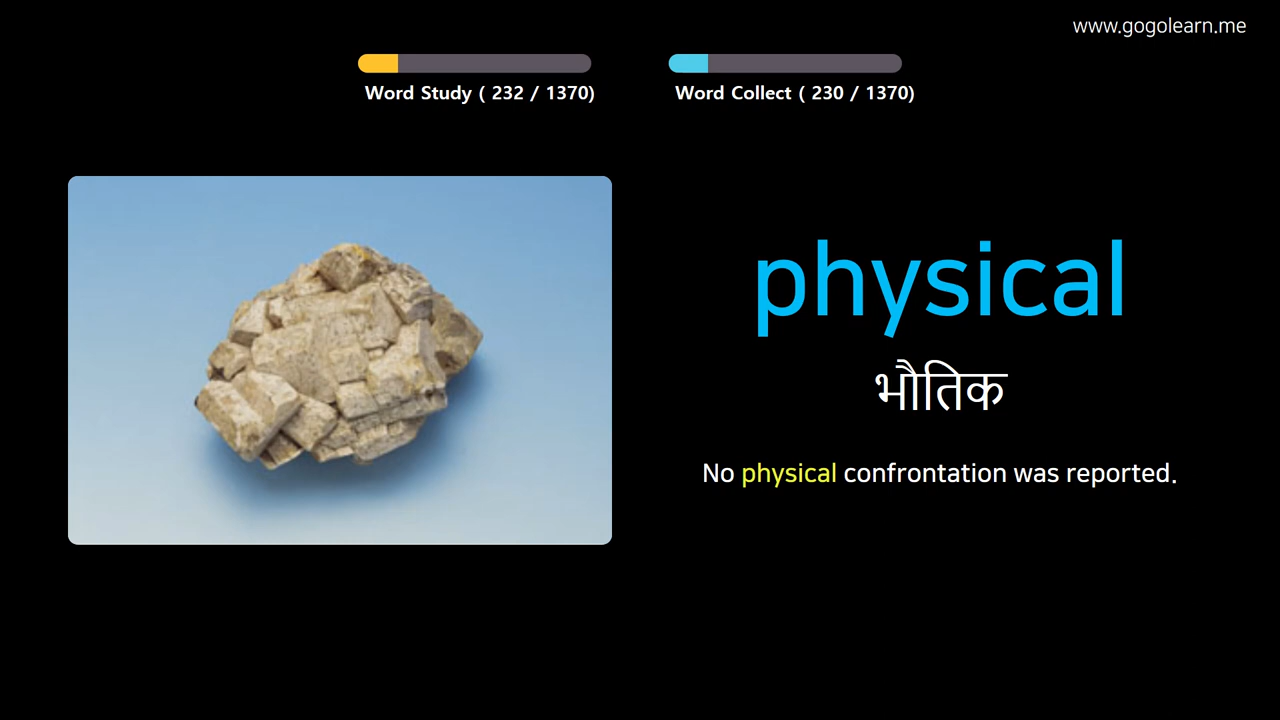 www.gogolearn.me
Word Study ( 232 / 1370)
Word Collect ( 230 / 1370)
physical
भौतिक
No physical confrontation was reported.